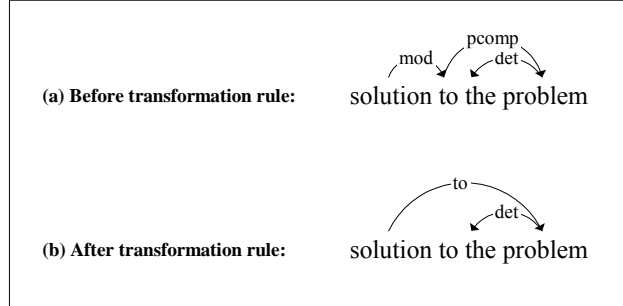 pcomp
mod det
(a) Before transformation rule: solution to the problem
to
det
(b) After transformation rule: solution to the problem